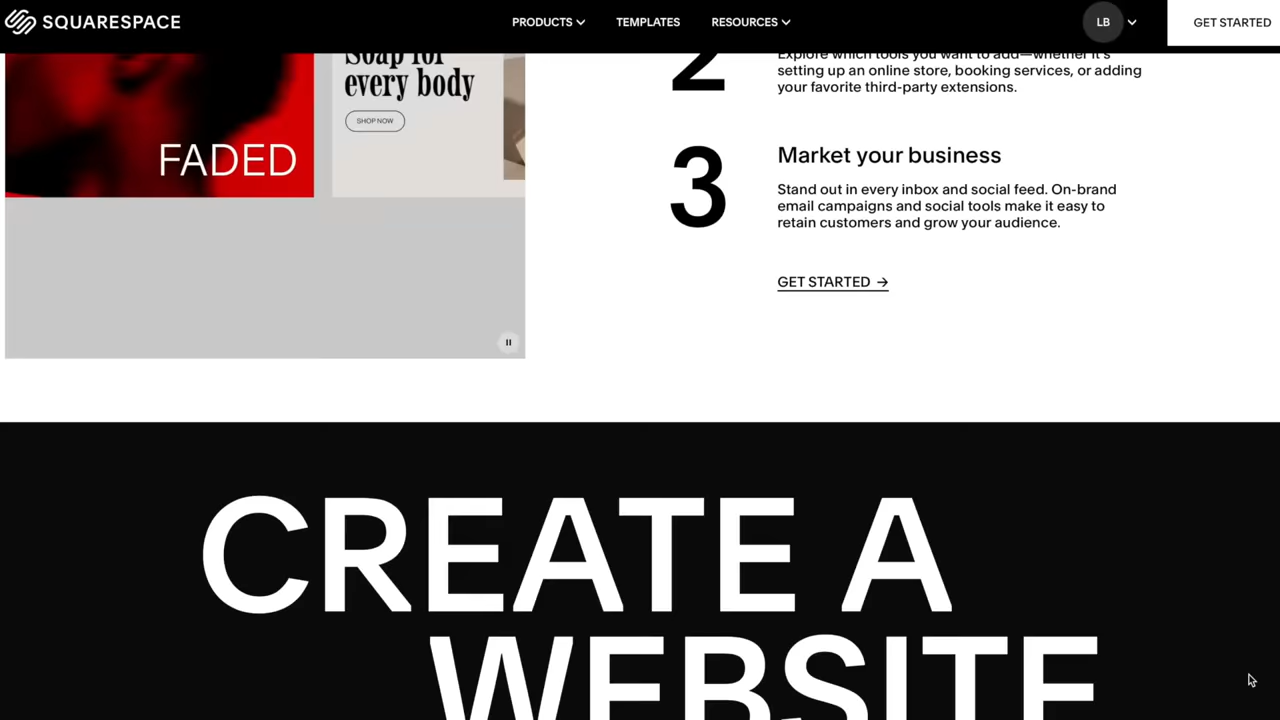 SQUARESPACE
PRODUCTS
TEMPLATES
RESOURCES
LB
GET STARTED
FADED
Soap for
every body
SHOP NOW
2
Explore which tools you want to add—whether it's
setting up an online store, booking services, or adding
your favorite third-party extensions.
3
Market your business
Stand out in every inbox and social feed. On-brand
email campaigns and social tools make it easy to
retain customers and grow your audience.
GET STARTED →
CREATE A
WEBSITE